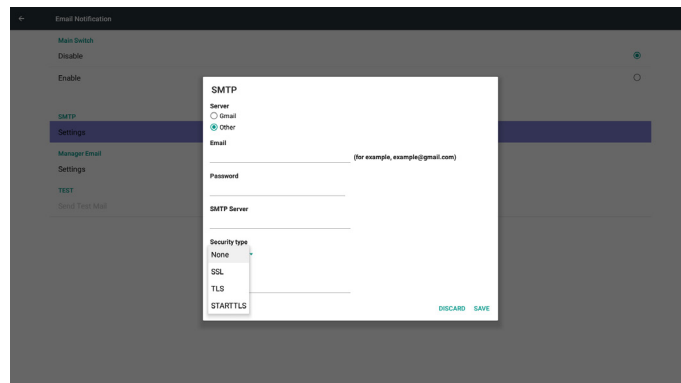 Email Notification
Main Switch
Disable
Enable
SMTP
Settings
Manager Email
Settings
TEST
Send Test Mail
SMTP
Server
Gmail
Other
Email
(for example, example@gmail.com)
Password
SMTP Server
Security type
None
SSL
TLS
STARTTLS
DISCARD SAVE